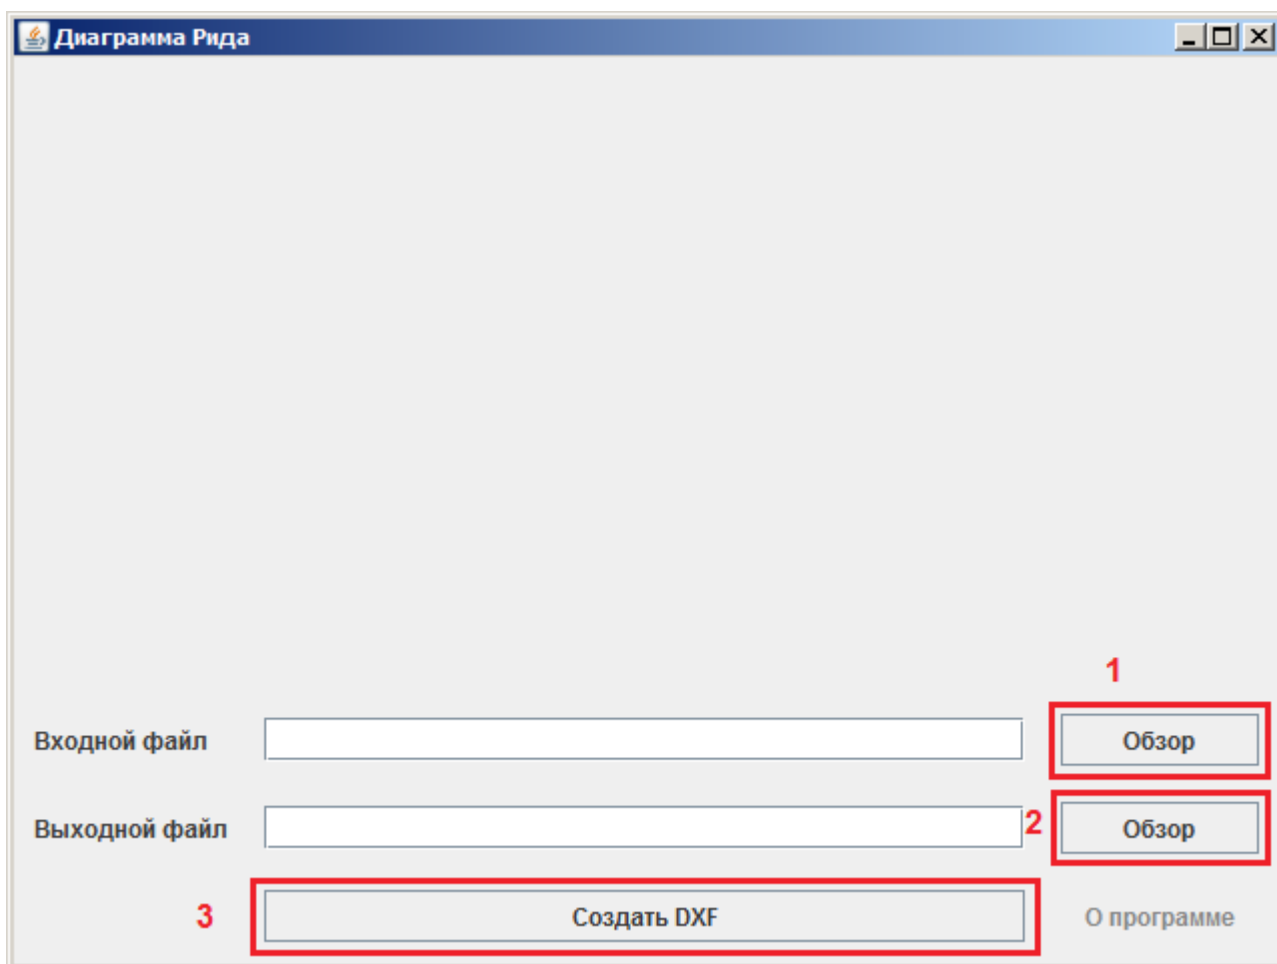 Диаграмма Рида
1
Входной файл
Обзор
Выходной файл
2
Обзор
3
Создать DXF
О программе